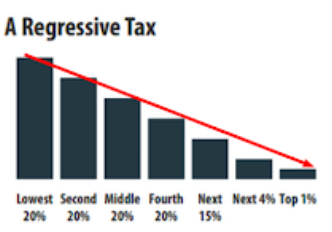 A Regressive Tax
Lowest Second Middle Fourth Next Next 4% Top 1%
20% 20% 20% 20% 15%